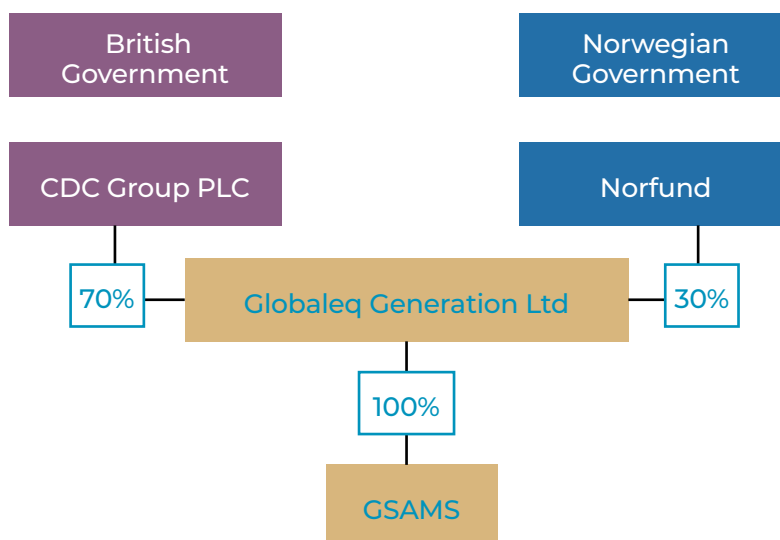 British
Government
Norwegian
Government
CDC Group PLC
Norfund
70%
Globaleq Generation Ltd
30%
100%
GSAMS